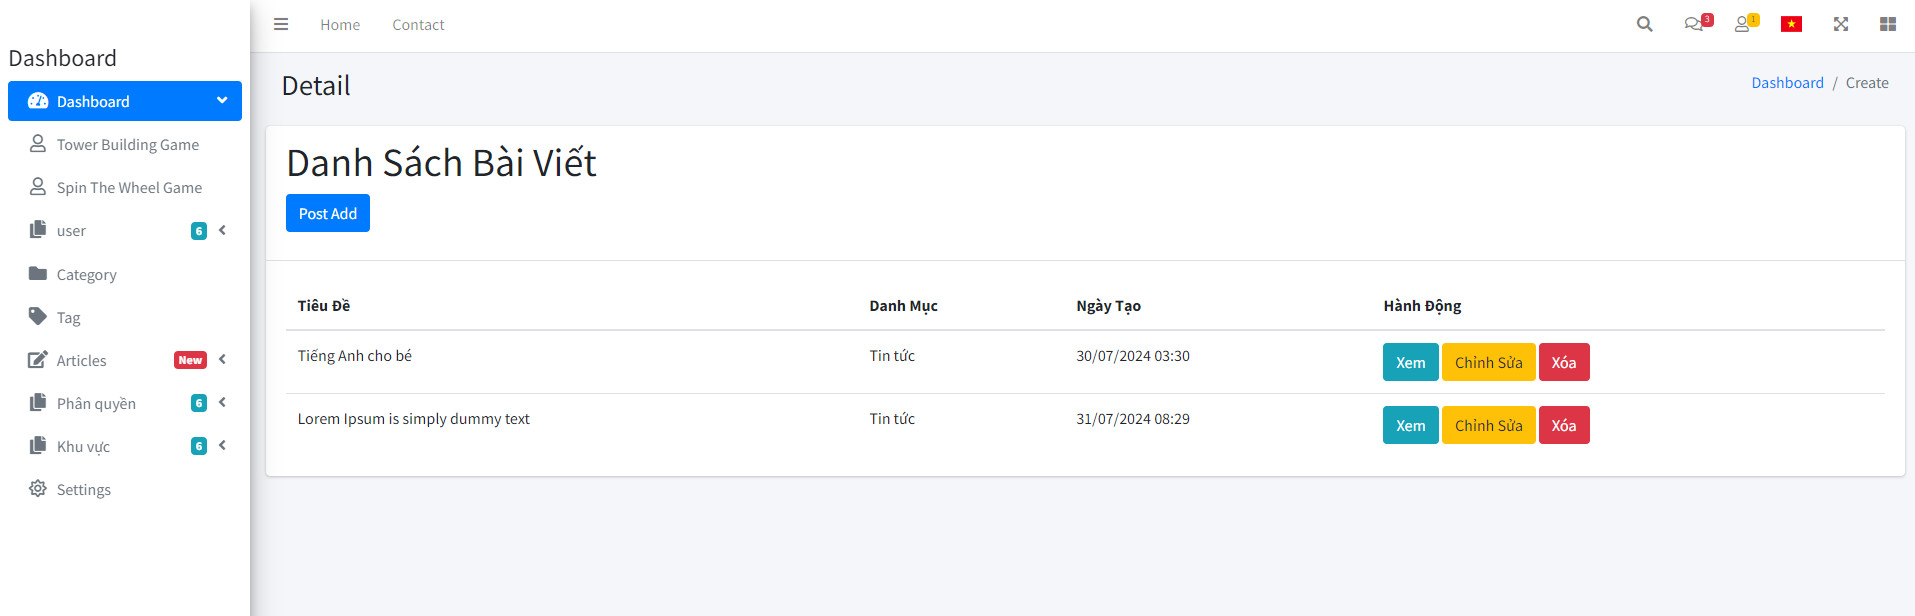 Home Contact 3 1
Dashboard
Dashboard
Tower Building Game
Spin The Wheel Game
user 6
Category
Tag
Articles New
Phân quyền 6
Khu vực 6
Settings
Detail
Dashboard / Create
Danh Sách Bài Viết
Post Add
Tiêu Đề Danh Mục Ngày Tạo Hành Động
Tiếng Anh cho bé Tin tức 30/07/2024 03:30 Xem Chỉnh Sửa Xóa
Lorem Ipsum is simply dummy text Tin tức 31/07/2024 08:29 Xem Chỉnh Sửa Xóa